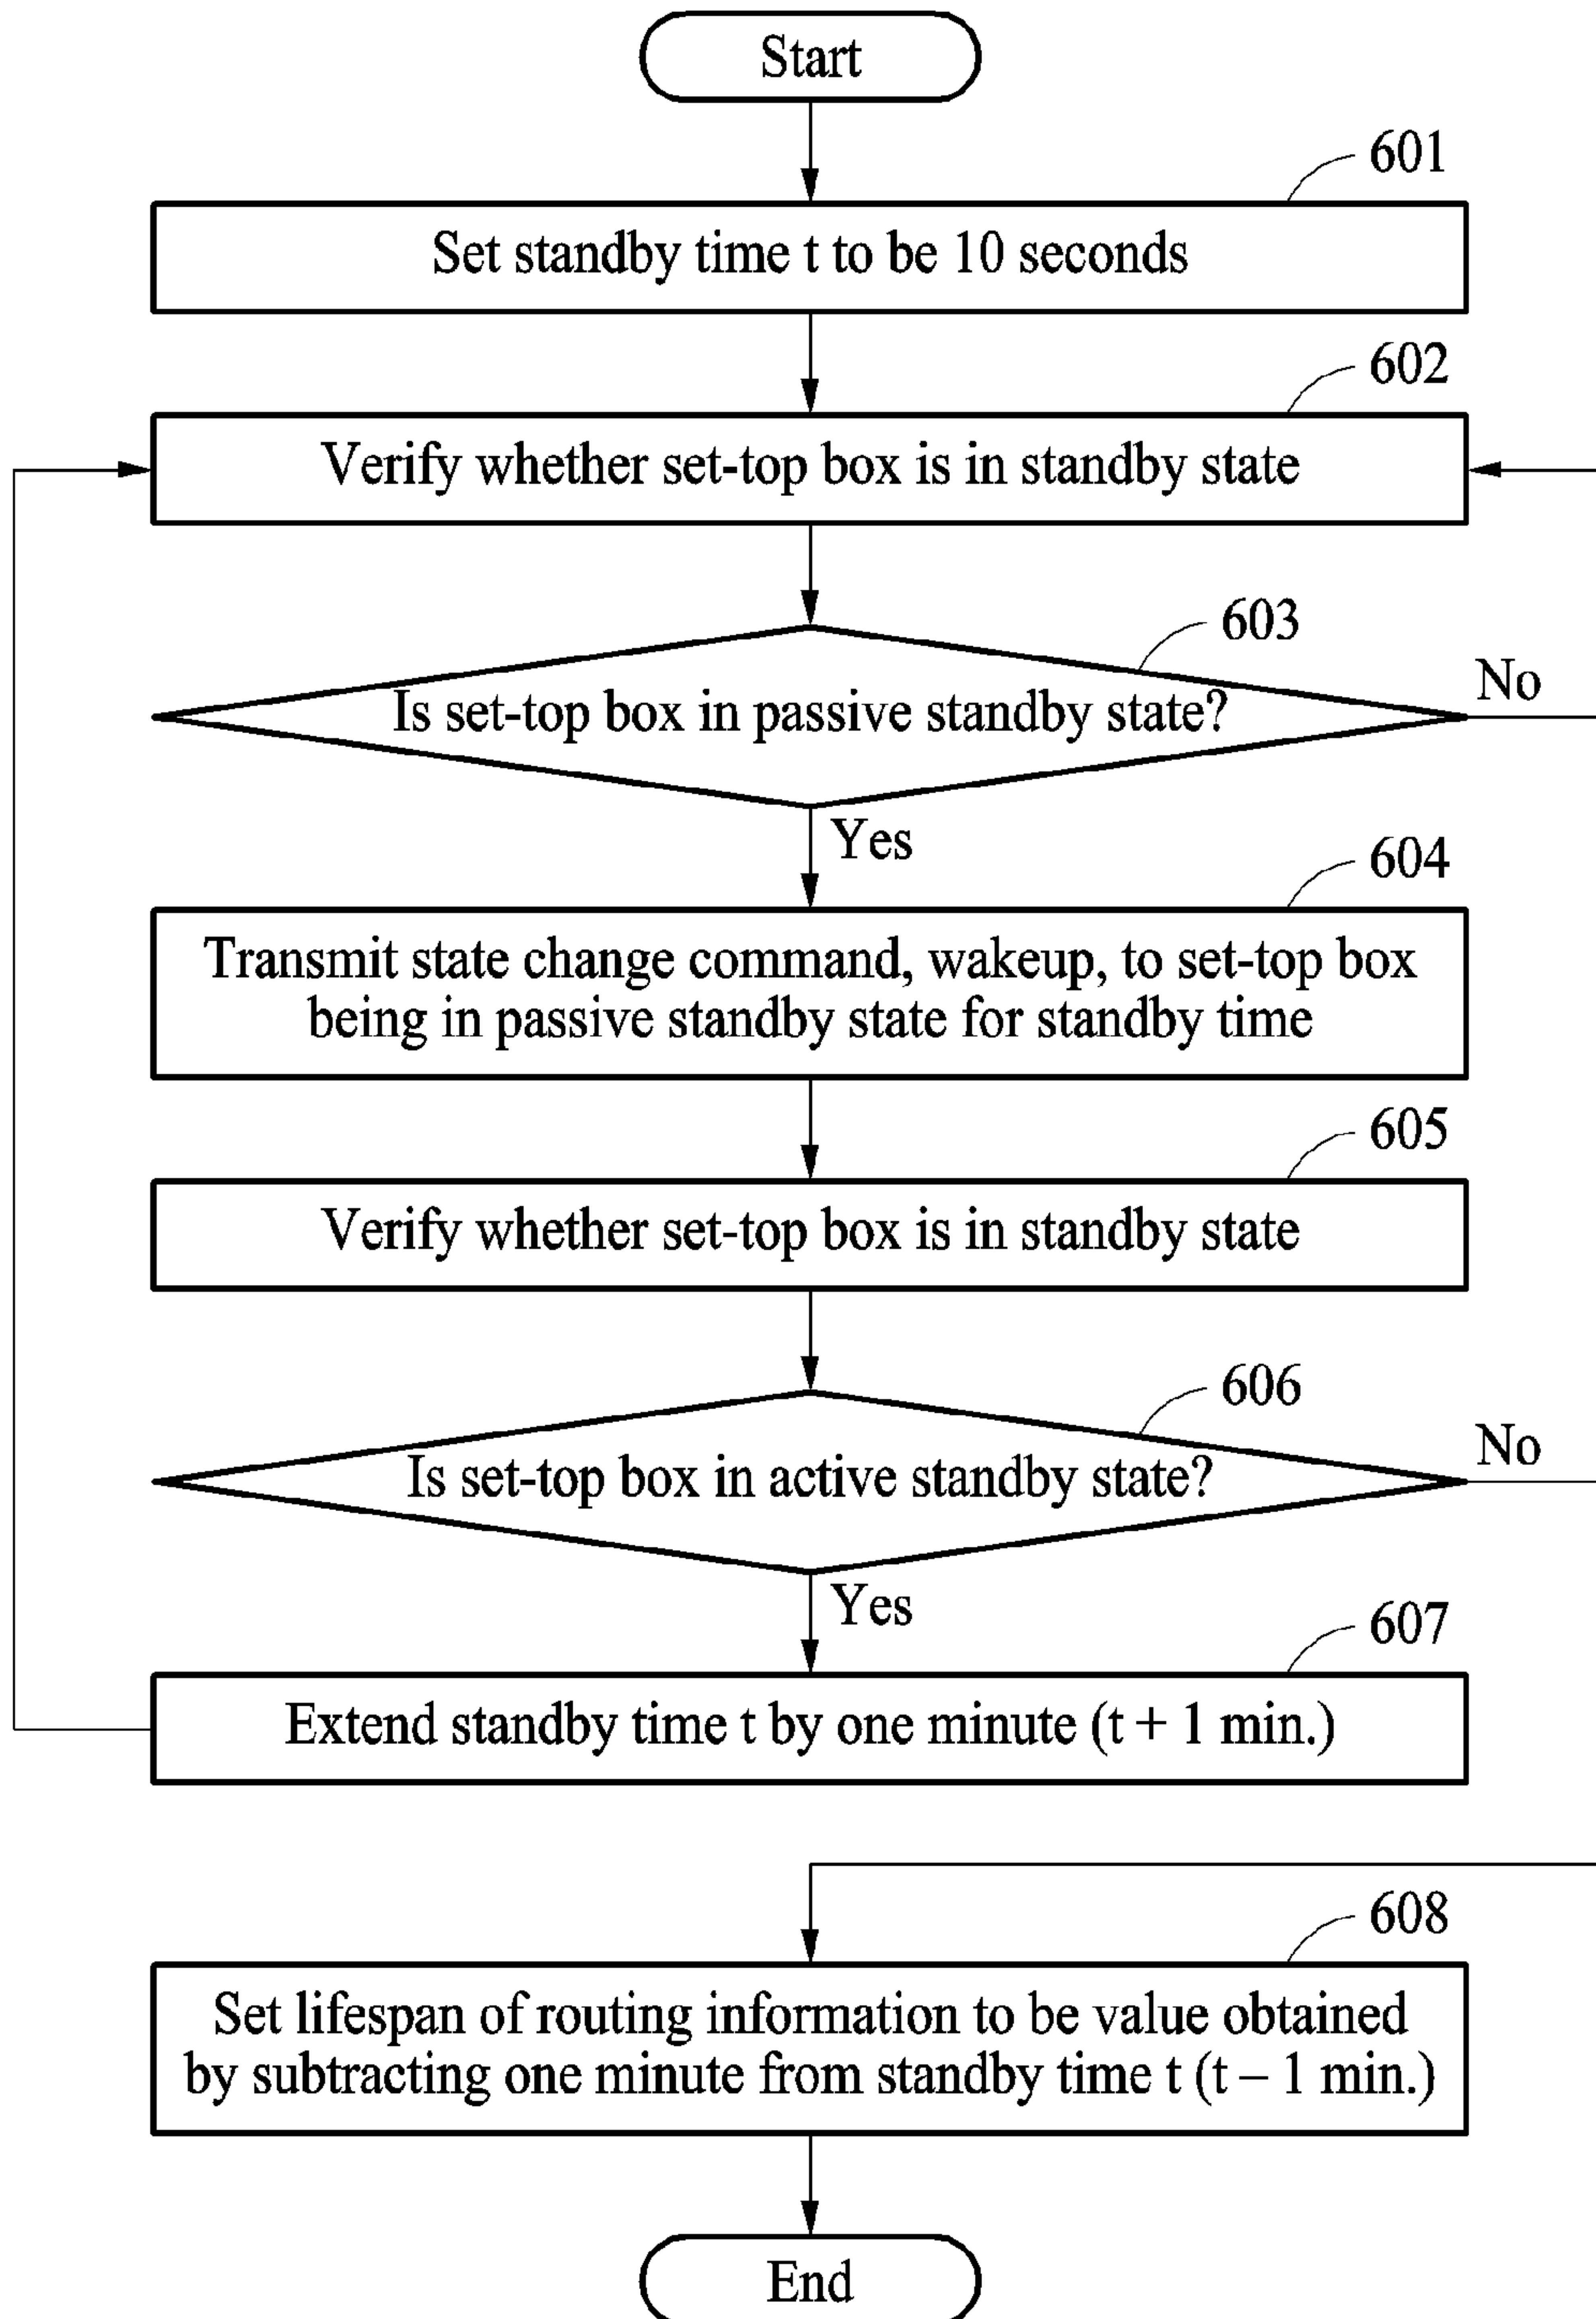 Start
601
Set standby time t to be 10 seconds
602
Verify whether set-top box is in standby state
603
Is set-top box in passive standby state?
No
Yes
604
Transmit state change command, wakeup, to set-top box
being in passive standby state for standby time
605
Verify whether set-top box is in standby state
606
Is set-top box in active standby state?
No
Yes
607
Extend standby time t by one minute (t + 1 min.)
608
Set lifespan of routing information to be value obtained
by subtracting one minute from standby time t (t – 1 min.)
End